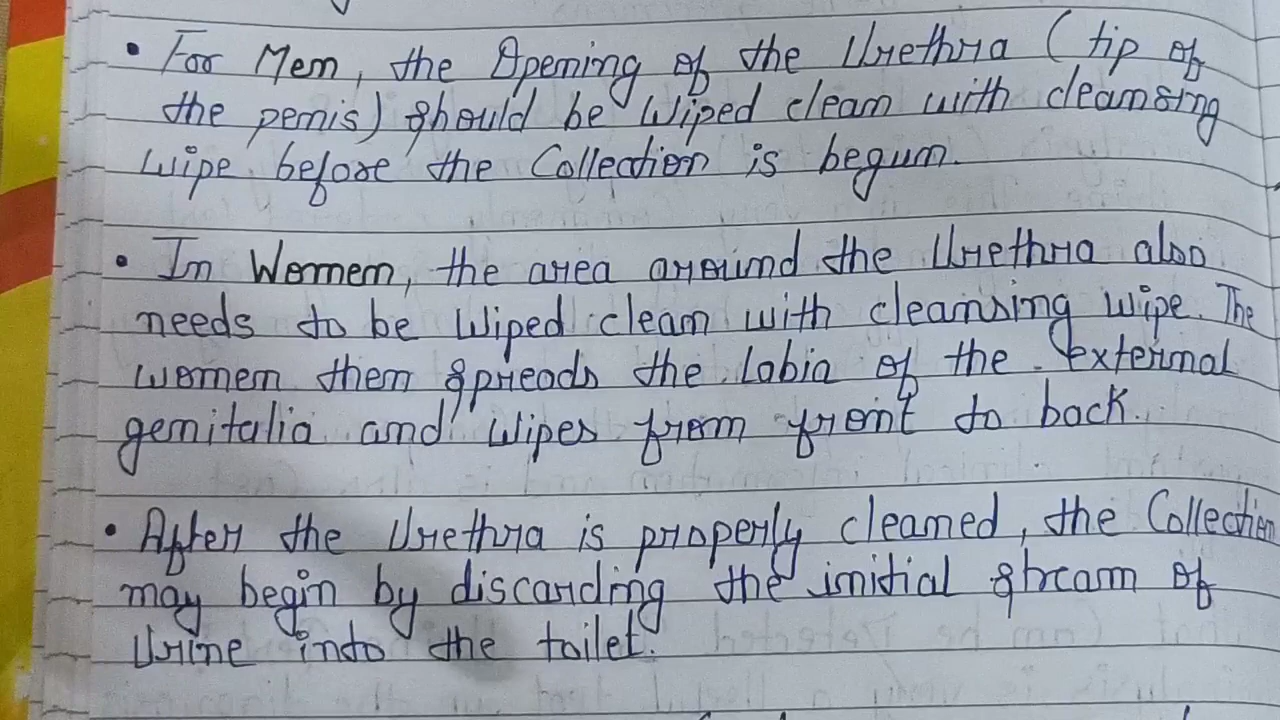 • For Men, the Opening of the Urethra (tip of
the penis) should be Wiped clean with cleansing
wipe before the Collection is begun.
• In Women, the area around the Urethra also
needs to be Wiped clean with cleansing wipe. The
women then spreads the labia of the external
genitalia and Wipes from front to back.
• After the Urethra is properly cleaned, the Collection
may begin by discarding the initial stream of
Urine into the toilet.